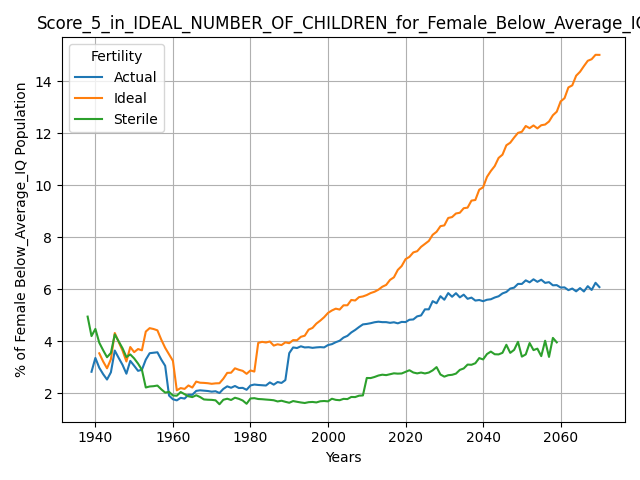 Score_5_in_IDEAL_NUMBER_OF_CHILDREN_for_Female_Below_Average_IQ
Fertility
Actual
Ideal
Sterile
% of Female Below_Average_IQ Population
14
12
10
8
6
4
2
1940 1960 1980 2000 2020 2040 2060
Years